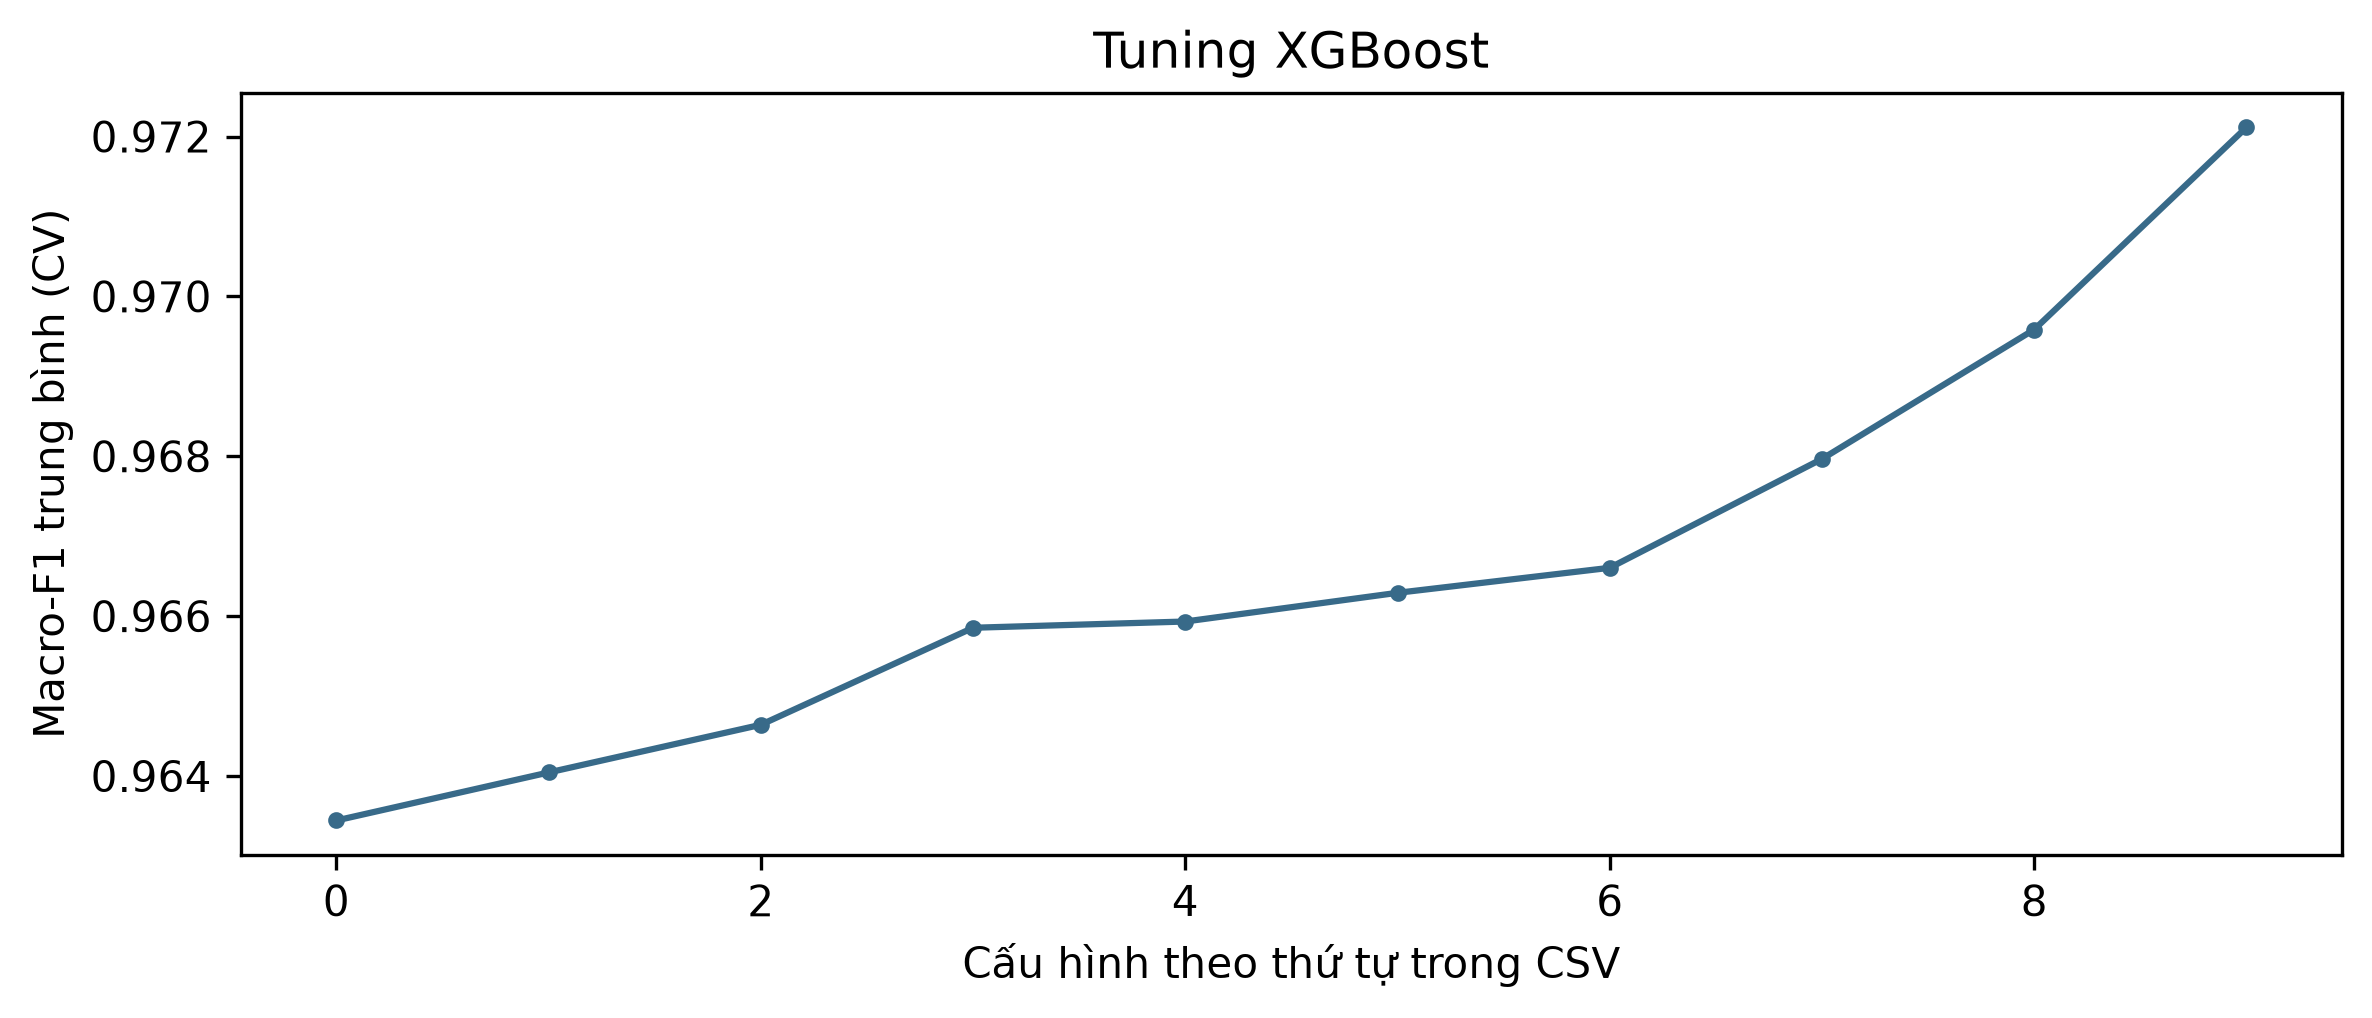 Tuning XGBoost
Macro-F1 trung bình (CV)
0.972
0.970
0.968
0.966
0.964
0 2 4 6 8
Cấu hình theo thứ tự trong CSV